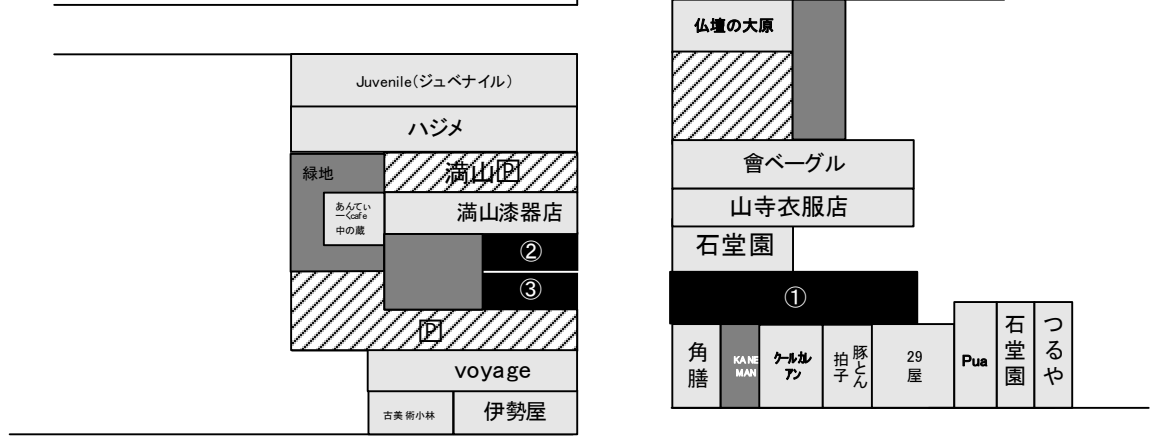 仏壇の大原
Juvenile(ジュベナイル)
ハジメ
緑地
満山P
あんてぃ
ーくcafe
中の蔵
満山漆器店
②
③
P
voyage
古美術小林
伊勢屋
會ベーグル
山寺衣服店
石堂園
①
角膳
KANE
MAN
クールカレ
アン
豚とん
拍子
29
屋
Pua
石堂園
つるや